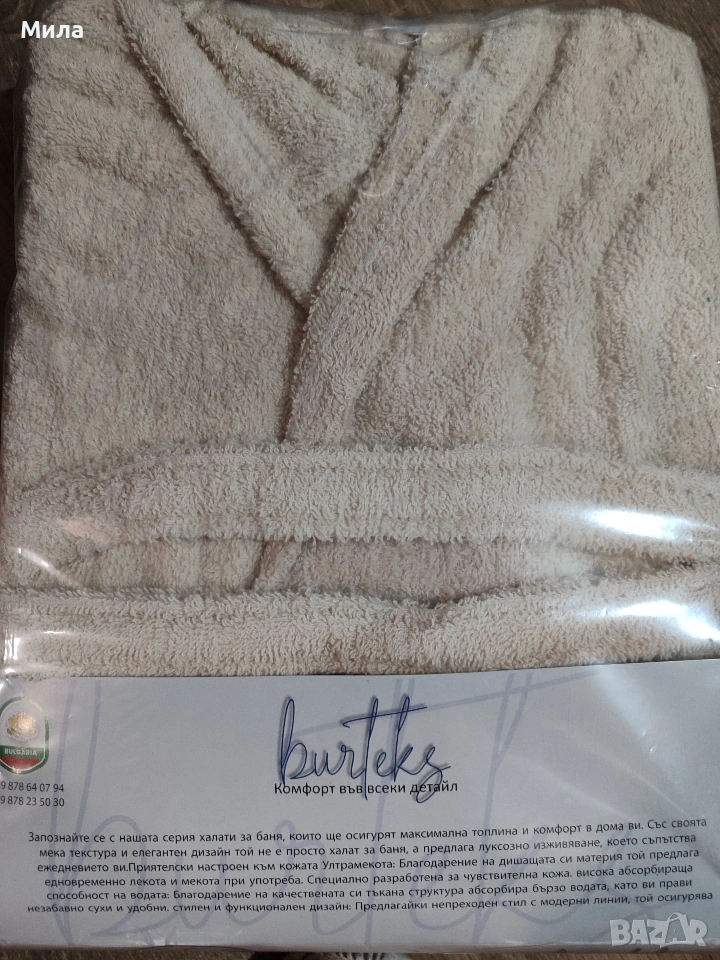 Мила
burteks
Комфорт във всеки детайл
BULGARIA
9 878 64 07 94
9 878 23 50 30
Запознайте се с нашата серия халати за баня, които ще осигурят максимална топлина и комфорт в дома ви. Със своята
мека текстура и елегантен дизайн той не е просто халат за баня, а предлага луксозно изживяване, което съпътства
ежедневието ви.Приятелски настроен към кожата Ултрамекота: Благодарение на дишащата си материя той предлага
едновременно лекота и мекота при употреба. Специално разработена за чувствителна кожа. висока абсорбираща
способност на водата: Благодарение на качествената си тъкана структура абсорбира бързо водата, като ви прави
незабавно сухи и удобни. стилен и функционален дизайн: Предлагайки непреходен стил с модерни линии, той осигурява
BAZAR